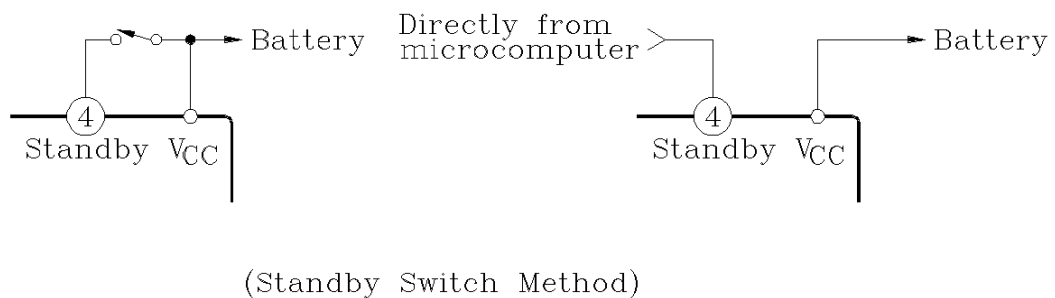 Battery
4
Standby VCC
Directly from
microcomputer
Battery
4
Standby VCC
(Standby Switch Method)